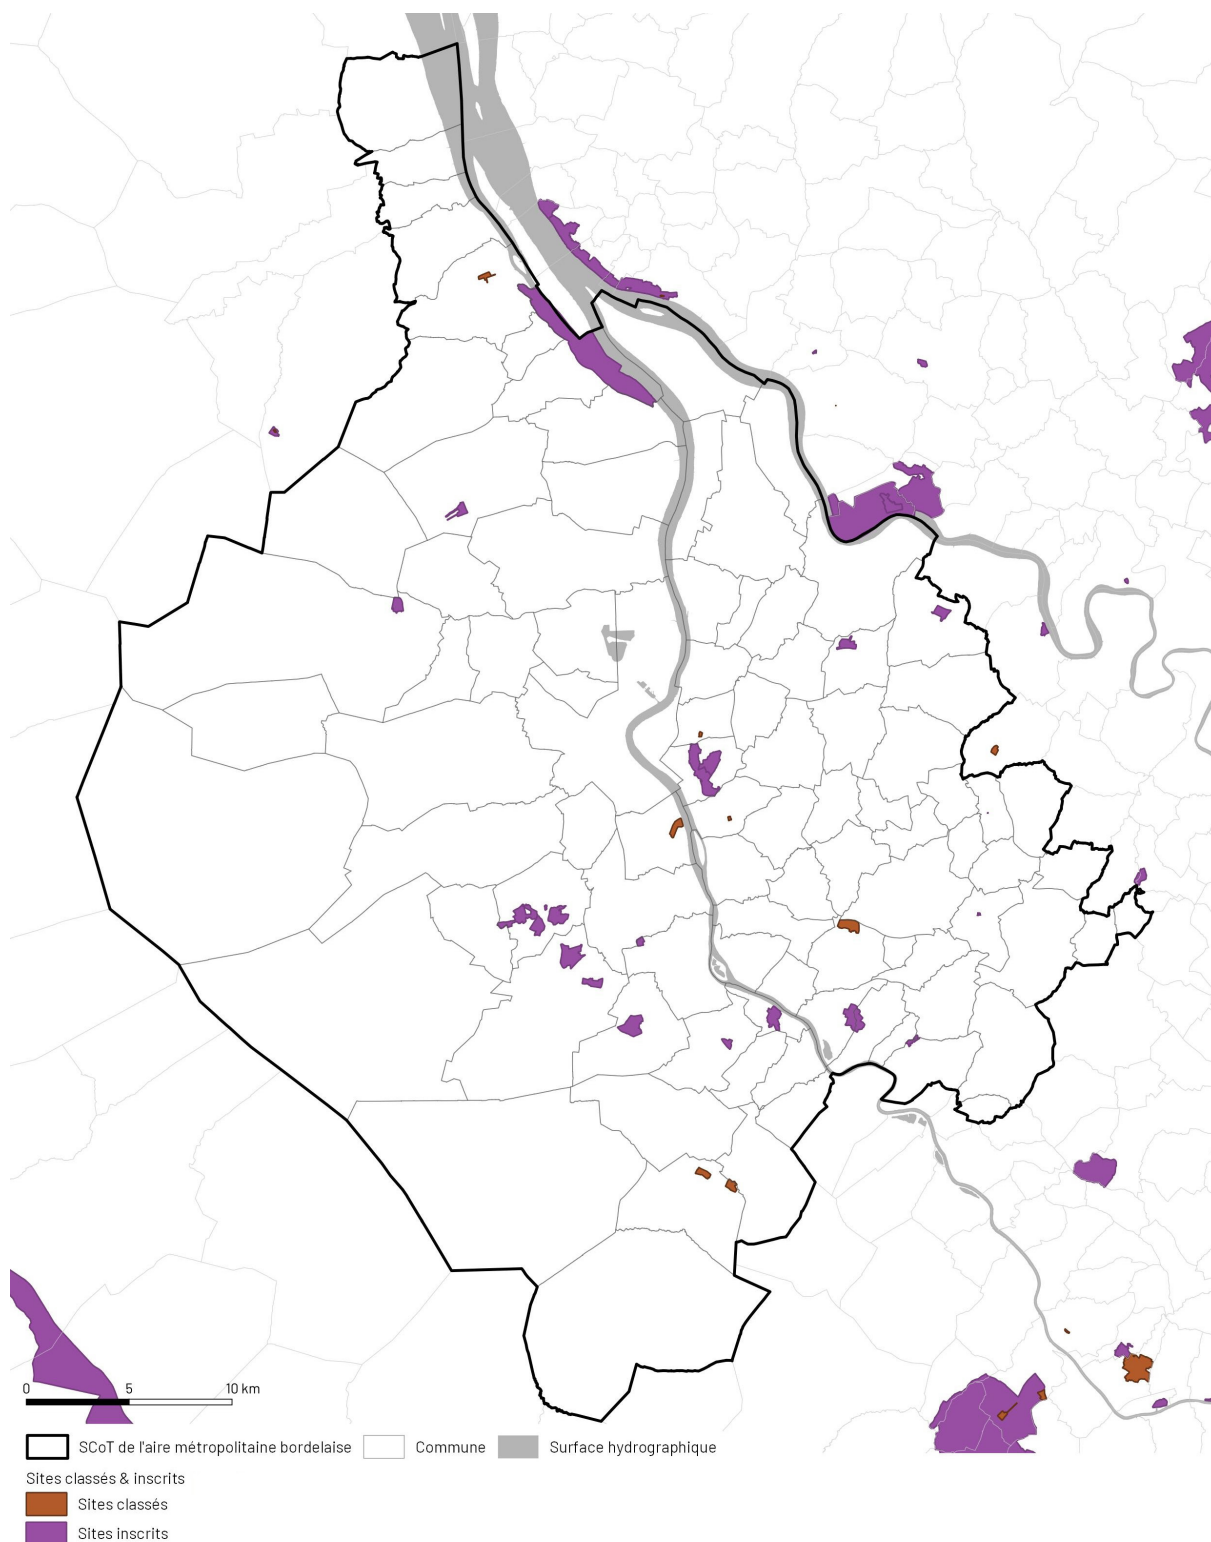 0 5 10 km
SCoT de l'aire métropolitaine bordelaise Commune Surface hydrographique
Sites classés & inscrits
Sites classés
Sites inscrits